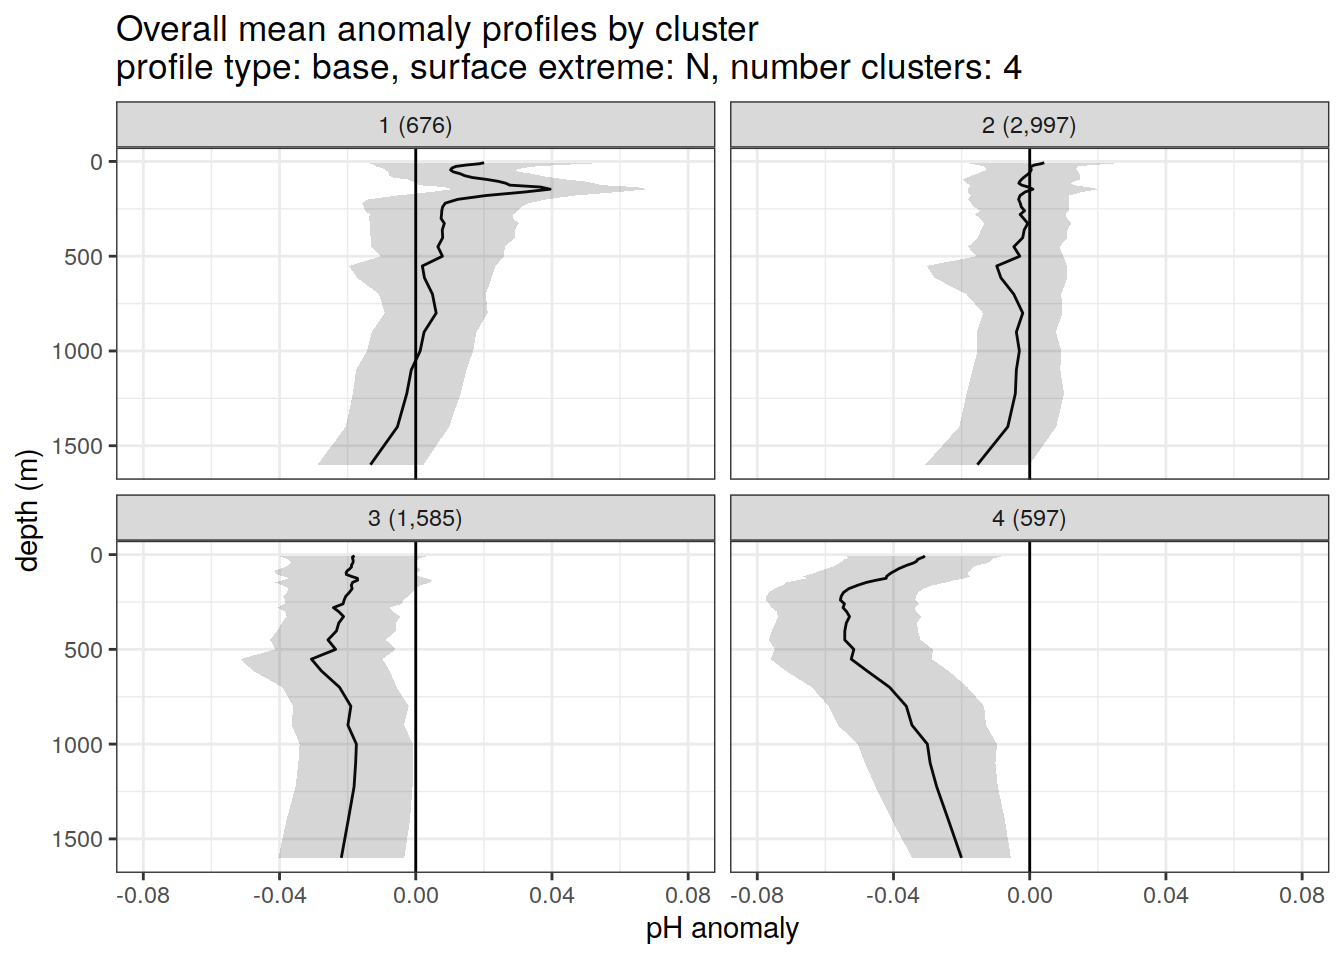 Overall mean anomaly profiles by cluster
profile type: base, surface extreme: N, number clusters: 4
1 (676)
2 (2,997)
0
500
1000
1500
3 (1,585)
4 (597)
0
500
1000
1500
depth (m)
-0.08 -0.04 0.00 0.04 0.08 -0.08 -0.04 0.00 0.04 0.08
pH anomaly